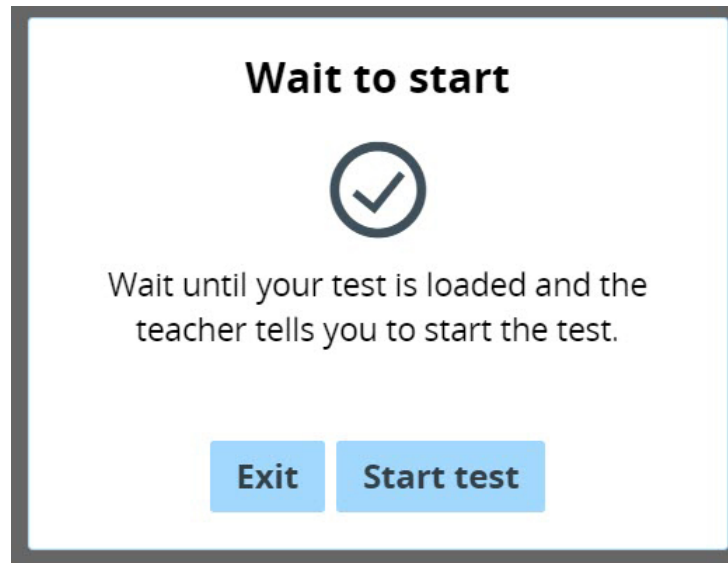 Wait to start
Wait until your test is loaded and the
teacher tells you to start the test.
Exit
Start test